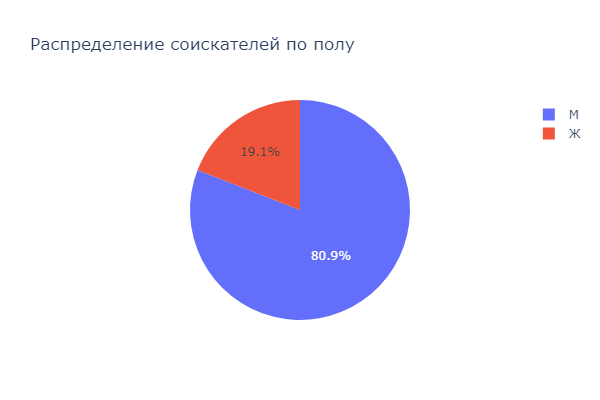 Распределение соискателей по полу
М
Ж
19.1%
80.9%